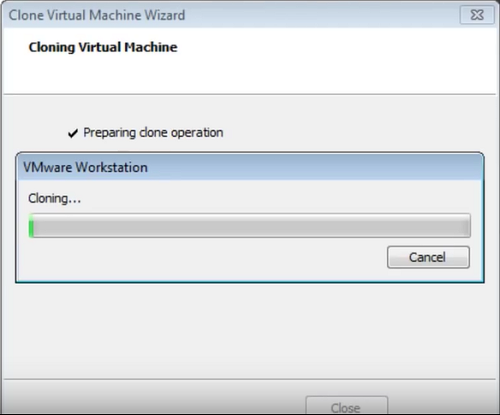 Clone Virtual Machine Wizard
Cloning Virtual Machine
Preparing clone operation
VMware Workstation
Cloning...
Cancel
Close